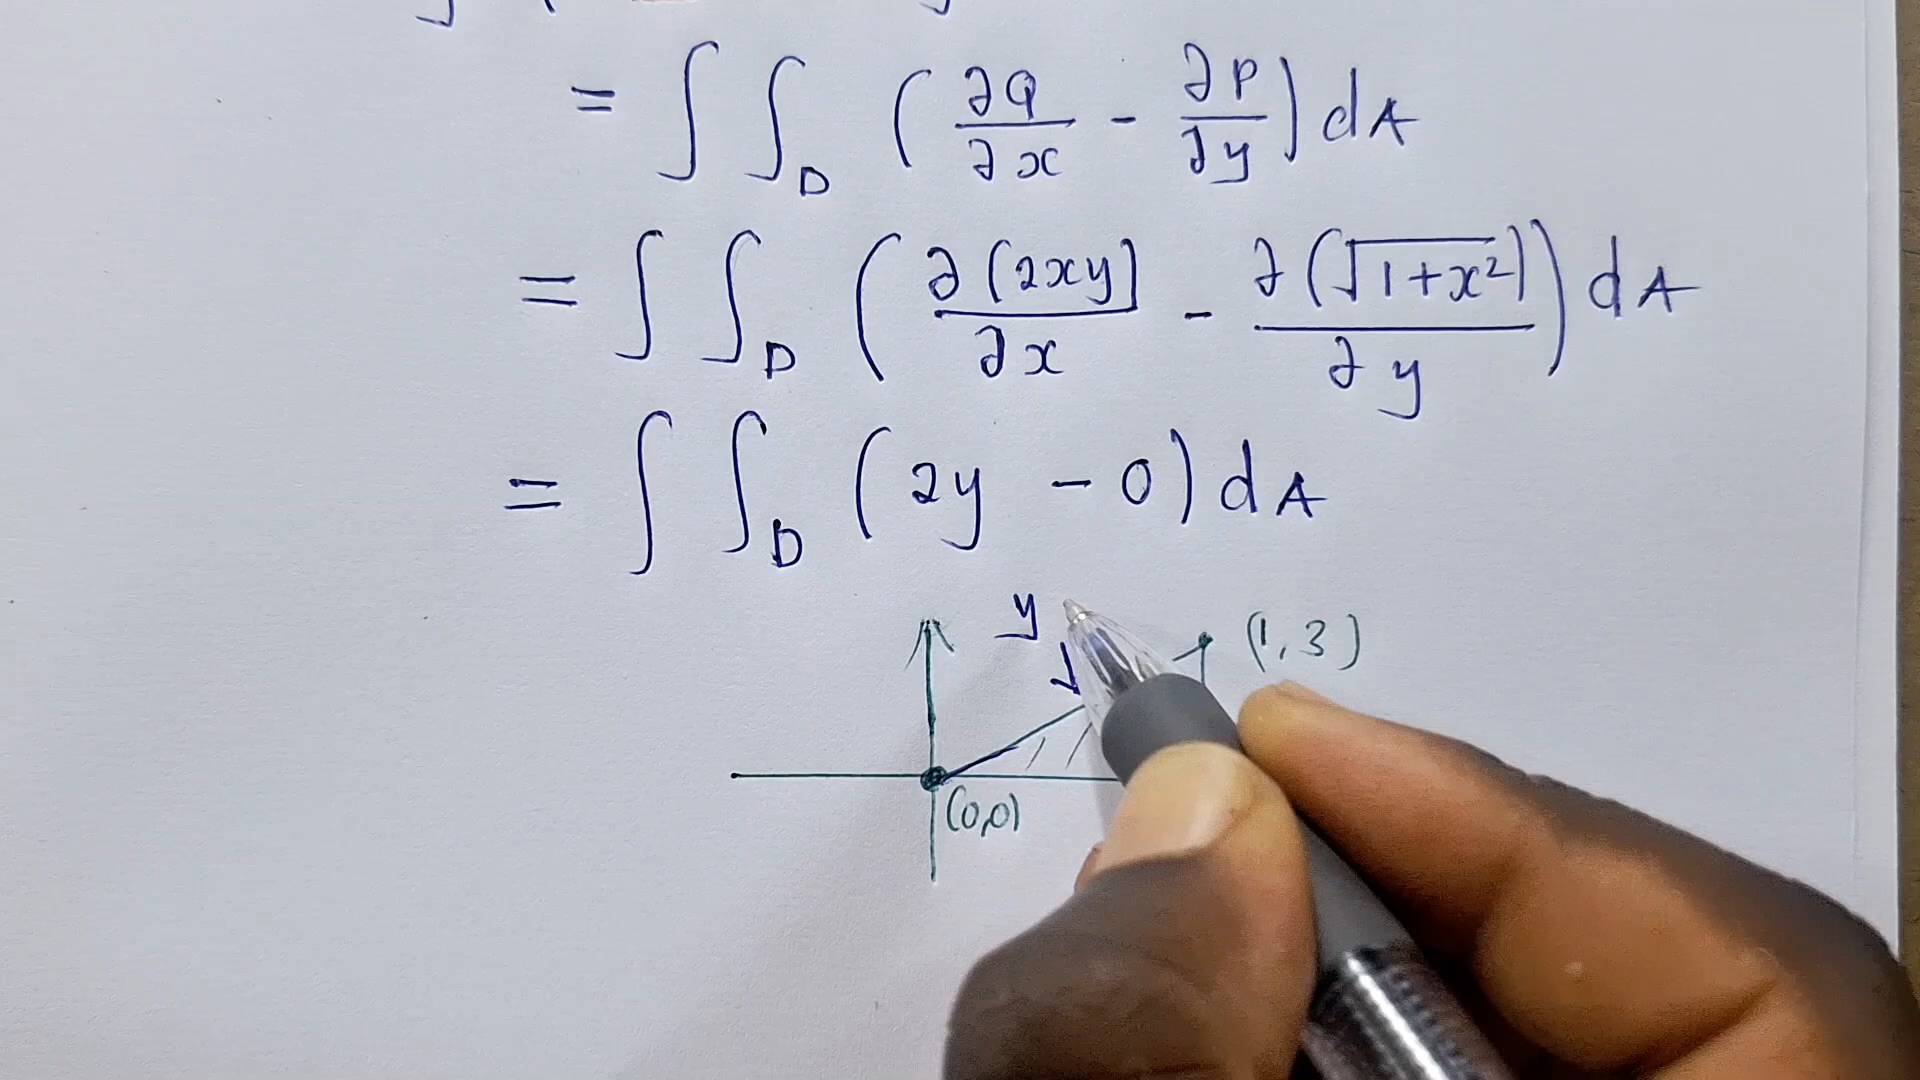 = ∫∫_D (∂Q/∂x - ∂P/∂y) dA
= ∫∫_D (∂(2xy)/∂x - ∂(√(1+x²))/∂y) dA
= ∫∫_D (2y - 0) dA
y
(1, 3)
(0,0)